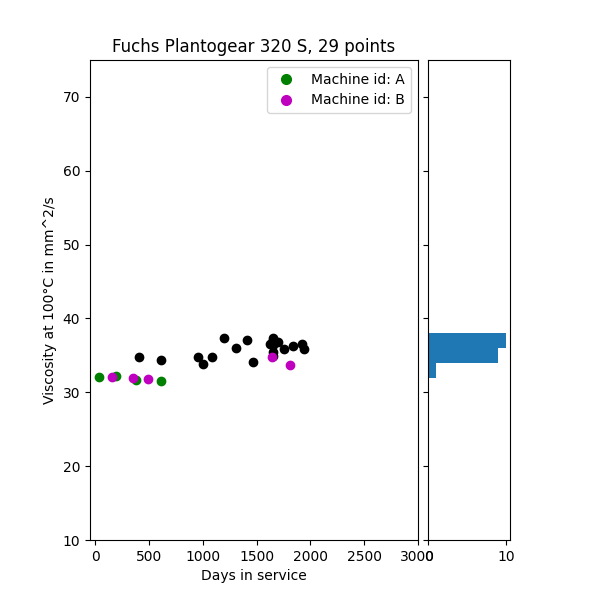 Fuchs Plantogear 320 S, 29 points
Machine id: A
Machine id: B
Viscosity at 100°C in mm^2/s
70
60
50
40
30
20
10
0 500 1000 1500 2000 2500 3000
0 10
Days in service